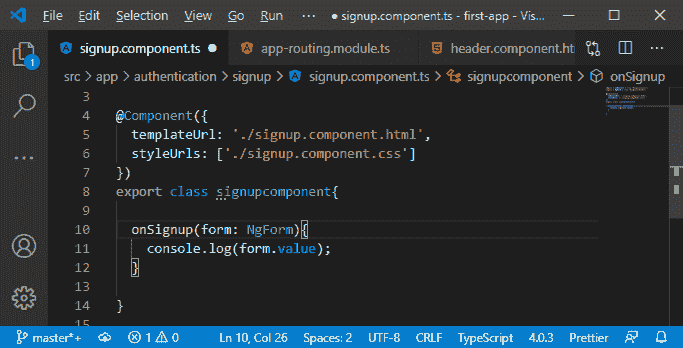 File Edit Selection View ··· signup.component.ts - first-app - Vis...
signup.component.ts app-routing.module.ts header.component.ht ···
src > app > authentication > signup > signup.component.ts > signupcomponent > onSignup
3
4 @Component({
5 templateUrl: './signup.component.html',
6 styleUrls: ['./signup.component.css']
7 })
8 export class signupcomponent{
9
10 onSignup(form: NgForm){
11 console.log(form.value);
12 }
13
14 }
15
1
master*+ 1 0 Ln 10, Col 26 Spaces: 2 UTF-8 CRLF TypeScript 4.0.3 Prettier